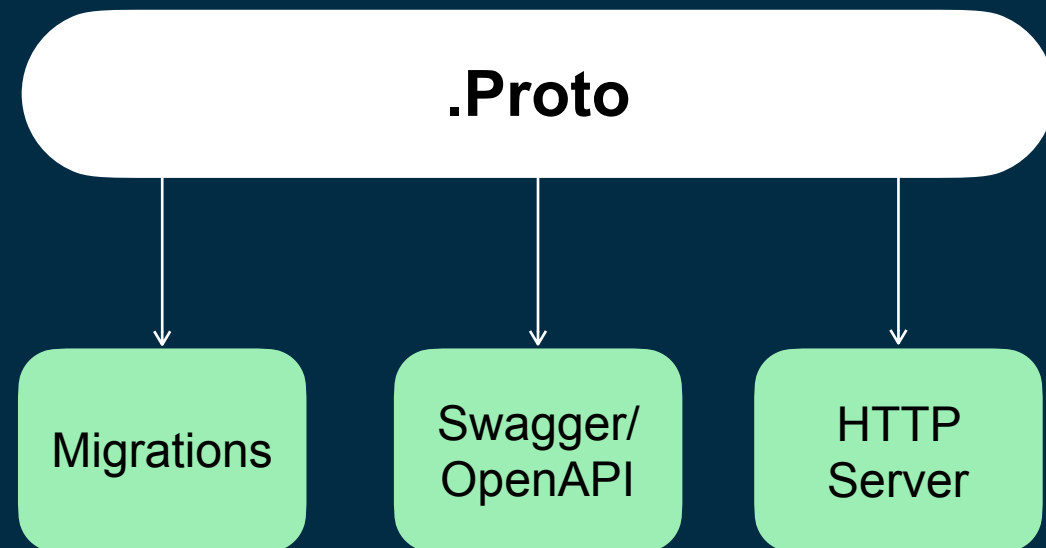 .Proto
Migrations
Swagger/
OpenAPI
HTTP
Server